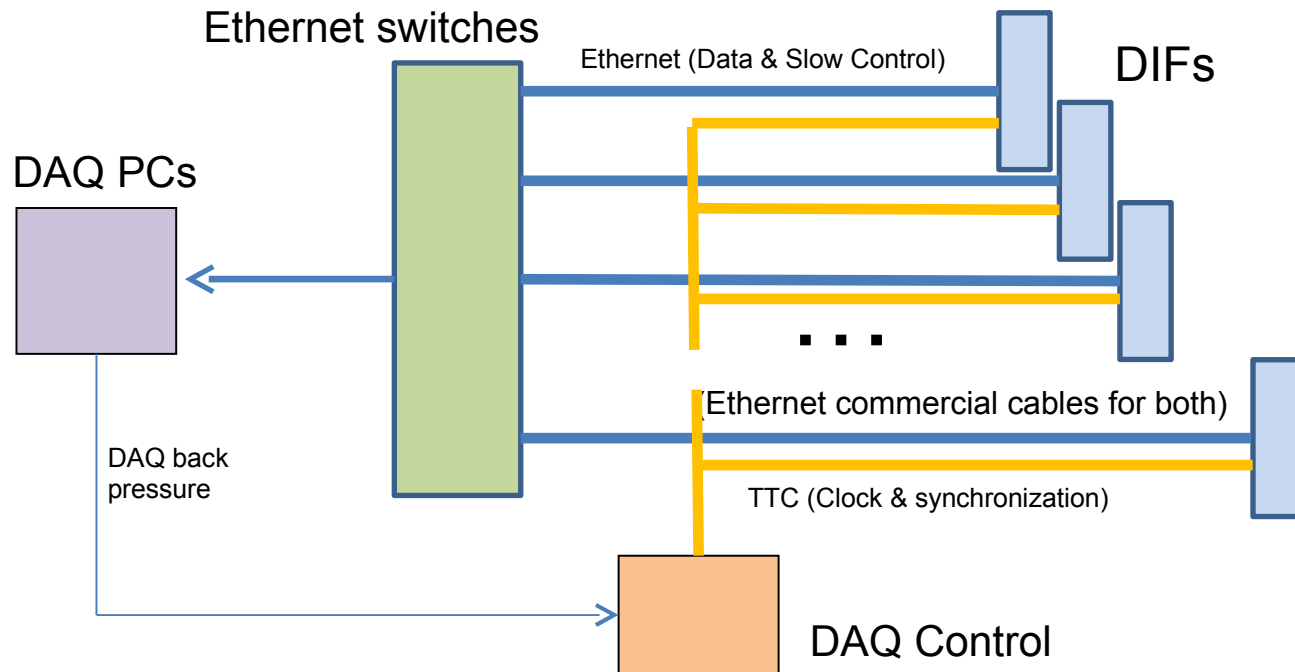 Ethernet switches
Ethernet (Data & Slow Control)
DIFs
DAQ PCs
. . .
(Ethernet commercial cables for both)
DAQ back
pressure
TTC (Clock & synchronization)
DAQ Control